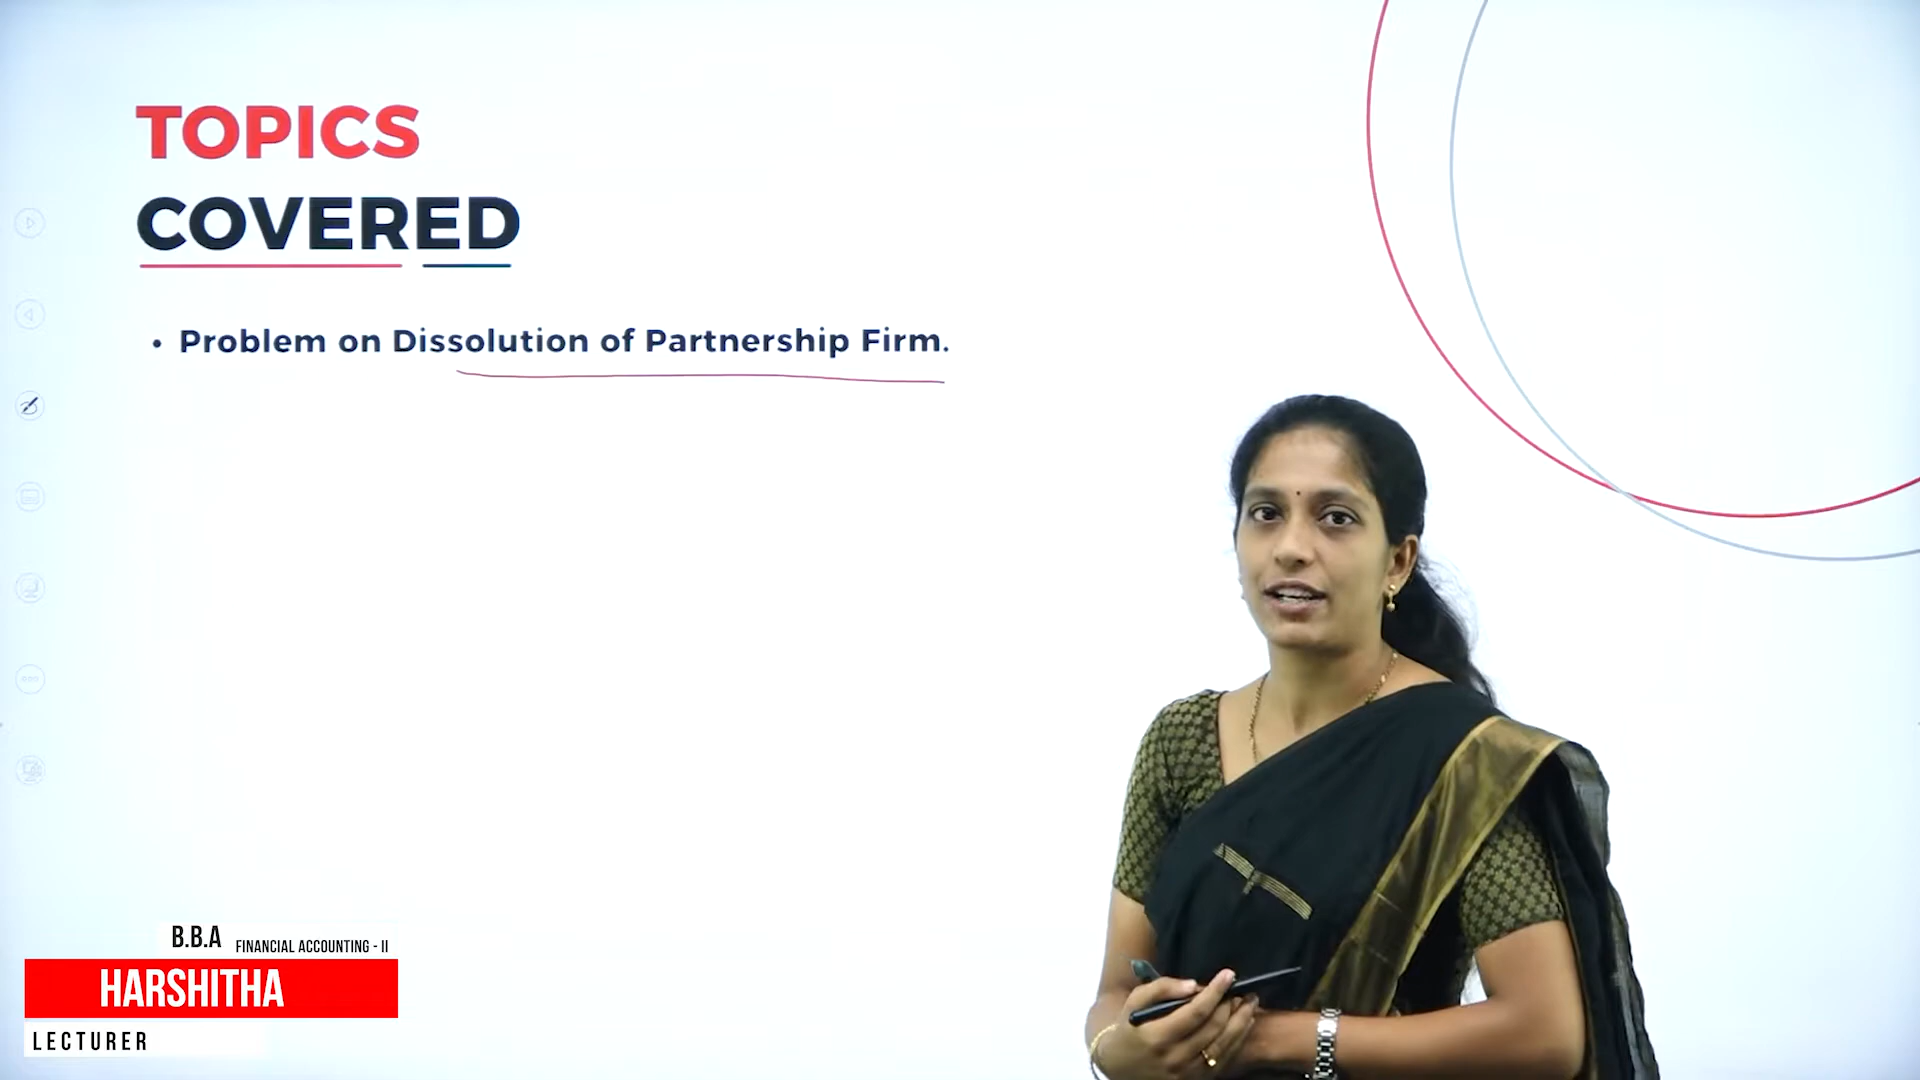 TOPICS
COVERED
• Problem on Dissolution of Partnership Firm.
B.B.A FINANCIAL ACCOUNTING - II
HARSHITHA
LECTURER